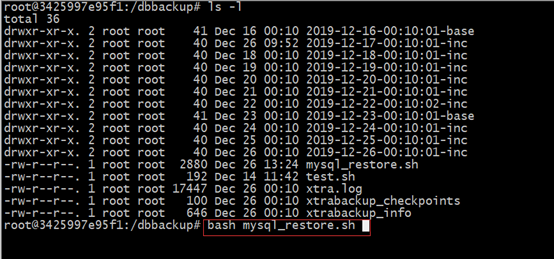 root@3425997e95f1:/dbbackup# ls -l
total 36
drwxr-xr-x. 2 root root    41 Dec 16 00:10 2019-12-16-00:10:01-base
drwxr-xr-x. 2 root root    40 Dec 26 09:52 2019-12-17-00:10:01-inc
drwxr-xr-x. 2 root root    40 Dec 18 00:10 2019-12-18-00:10:01-inc
drwxr-xr-x. 2 root root    40 Dec 19 00:10 2019-12-19-00:10:01-inc
drwxr-xr-x. 2 root root    40 Dec 20 00:10 2019-12-20-00:10:01-inc
drwxr-xr-x. 2 root root    40 Dec 21 00:10 2019-12-21-00:10:01-inc
drwxr-xr-x. 2 root root    40 Dec 22 00:10 2019-12-22-00:10:02-inc
drwxr-xr-x. 2 root root    41 Dec 23 00:10 2019-12-23-00:10:01-base
drwxr-xr-x. 2 root root    40 Dec 24 00:10 2019-12-24-00:10:01-inc
drwxr-xr-x. 2 root root    40 Dec 25 00:10 2019-12-25-00:10:01-inc
drwxr-xr-x. 2 root root    40 Dec 26 00:10 2019-12-26-00:10:01-inc
-rw-r--r--. 1 root root  2880 Dec 26 13:24 mysql_restore.sh
-rw-r--r--. 1 root root   192 Dec 14 11:42 test.sh
-rw-r--r--. 1 root root 17447 Dec 26 00:10 xtra.log
-rw-r--r--. 1 root root   100 Dec 26 00:10 xtrabackup_checkpoints
-rw-r--r--. 1 root root   646 Dec 26 00:10 xtrabackup_info
root@3425997e95f1:/dbbackup# bash mysql_restore.sh